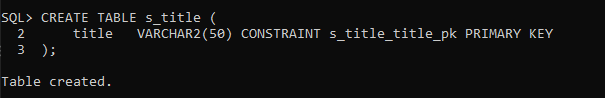 SQL> CREATE TABLE s_title (
  2      title   VARCHAR2(50) CONSTRAINT s_title_title_pk PRIMARY KEY
  3  );
Table created.